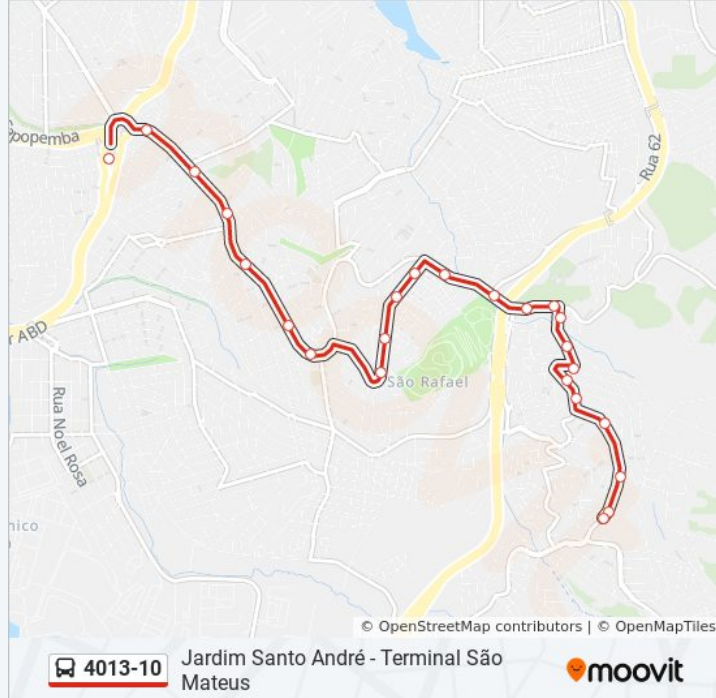 opopemba
Rua 62
r ABD
São Rafael
Rua Noel Rosa
nico
© OpenStreetMap contributors | © OpenMapTiles
4013-10
Jardim Santo André - Terminal São
Mateus
moovit